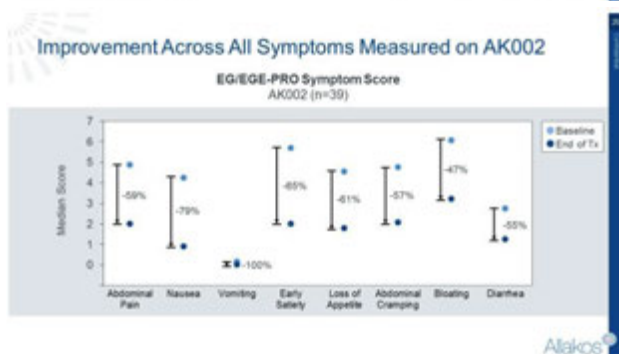 Improvement Across All Symptoms Measured on AK002
EG/EGE-PRO Symptom Score
AK002 (n=39)
Median Score
7
6
5
4
3
2
1
0
-59%
-79%
-100%
-65%
-61%
-57%
-47%
-55%
Baseline
End of Tx
Abdominal Pain
Nausea
Vomiting
Early Satiety
Loss of Appetite
Abdominal Cramping
Bloating
Diarrhea
Allakos